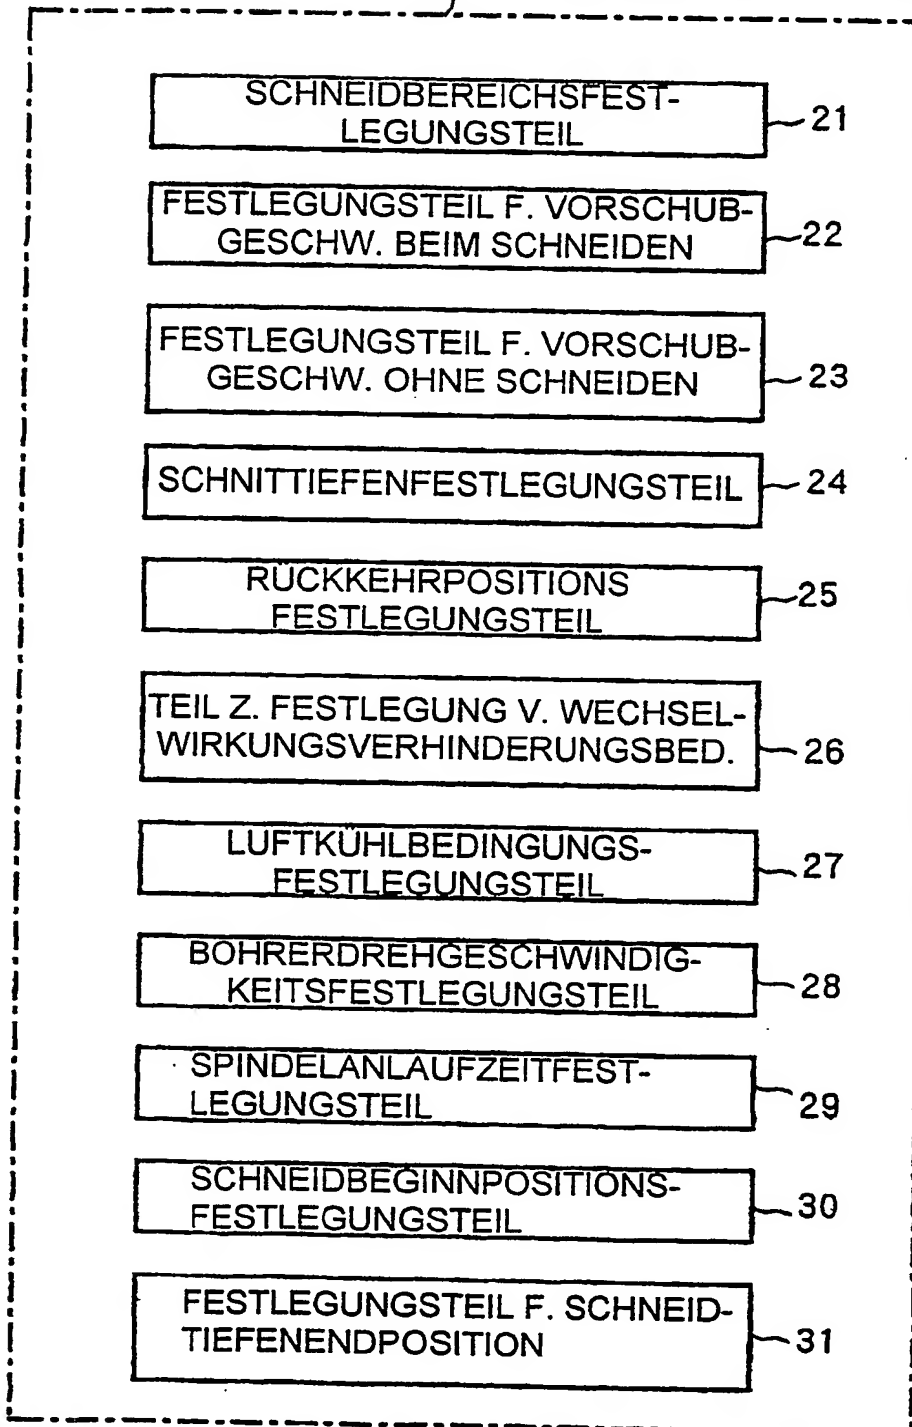 SCHNEIDBEREICHSFEST-
LEGUNGSTEIL
21
FESTLEGUNGSTEIL F. VORSCHUB-
GESCHW. BEIM SCHNEIDEN
22
FESTLEGUNGSTEIL F. VORSCHUB-
GESCHW. OHNE SCHNEIDEN
23
SCHNITTIEFENFESTLEGUNGSTEIL
24
RÜCKKEHRPOSITIONS
FESTLEGUNGSTEIL
25
TEIL Z. FESTLEGUNG V. WECHSEL-
WIRKUNGSVERHINDERUNGSBED.
26
LUFTKÜHLBEDINGUNGS-
FESTLEGUNGSTEIL
27
BOHRERDREHGESCHWINDIG-
KEITSFESTLEGUNGSTEIL
28
SPINDELANLAUFZEITFEST-
LEGUNGSTEIL
29
SCHNEIDBEGINNPOSITIONS-
FESTLEGUNGSTEIL
30
FESTLEGUNGSTEIL F. SCHNEID-
TIEFENENDPOSITION
31